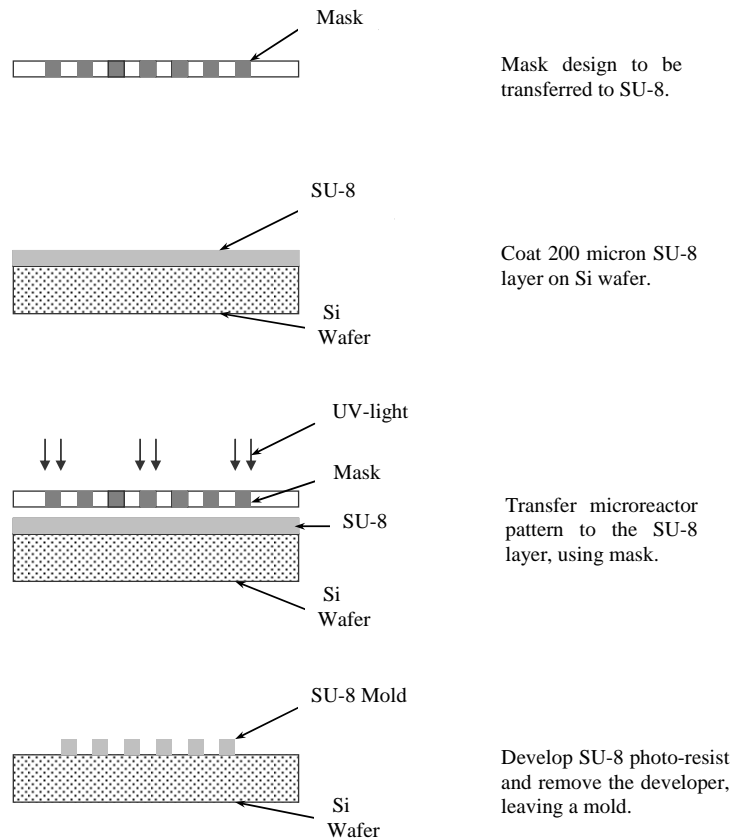 Mask
Mask design to be
transferred to SU-8.
SU-8
Coat 200 micron SU-8
layer on Si wafer.
Si
Wafer
UV-light
Mask
Transfer microreactor
pattern to the SU-8
layer, using mask.
SU-8
Si
Wafer
SU-8 Mold
Develop SU-8 photo-resist
and remove the developer,
leaving a mold.
Si
Wafer